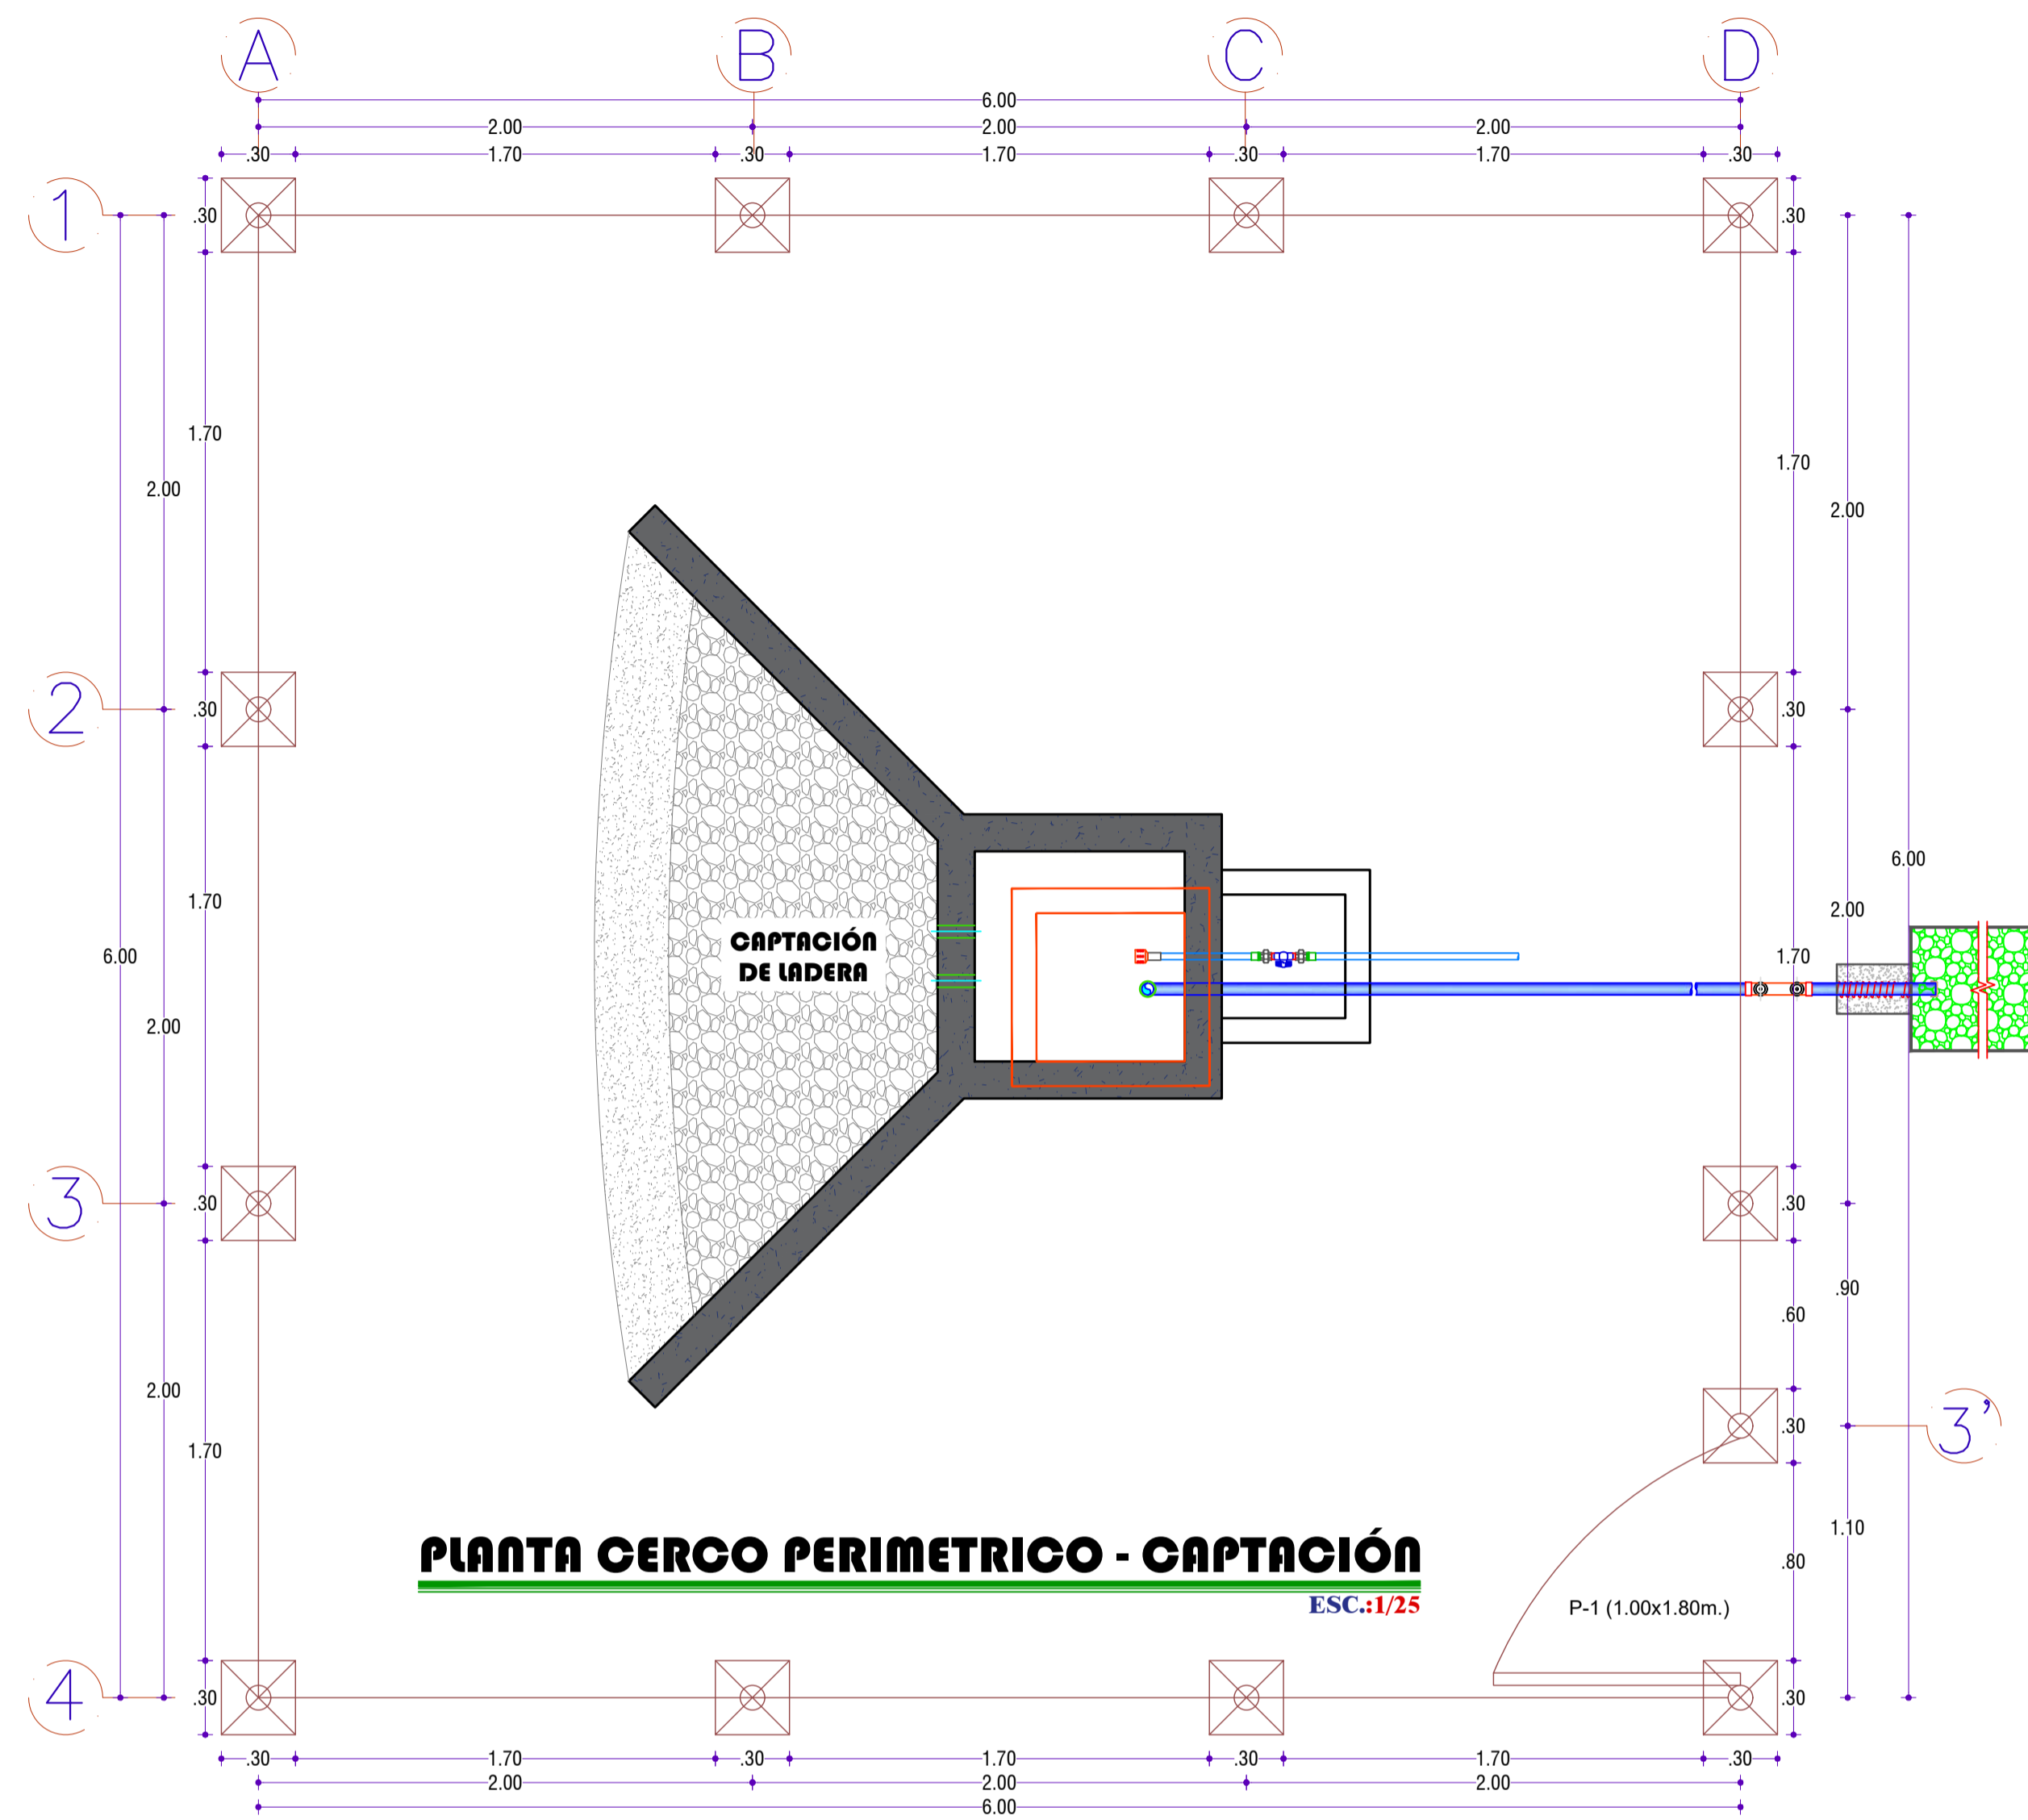 A B C D
6.00
2.00 2.00 2.00
.30 1.70 .30 1.70 .30 1.70 .30
1 .30 .30
1.70
1.70
2.00
2.00
2 .30 .30
6.00
1.70
2.00
CAPTACIÓN
DE LADERA
6.00 1.70
2.00
3 .30 .30
.90
.60
2.00
3' .30
1.70
1.10
PLANTA CERCO PERIMETRICO - CAPTACIÓN
.80
ESC.:1/25
P-1 (1.00x1.80m.)
4 .30 .30
.30 1.70 .30 1.70 .30 1.70 .30
2.00 2.00 2.00
6.00